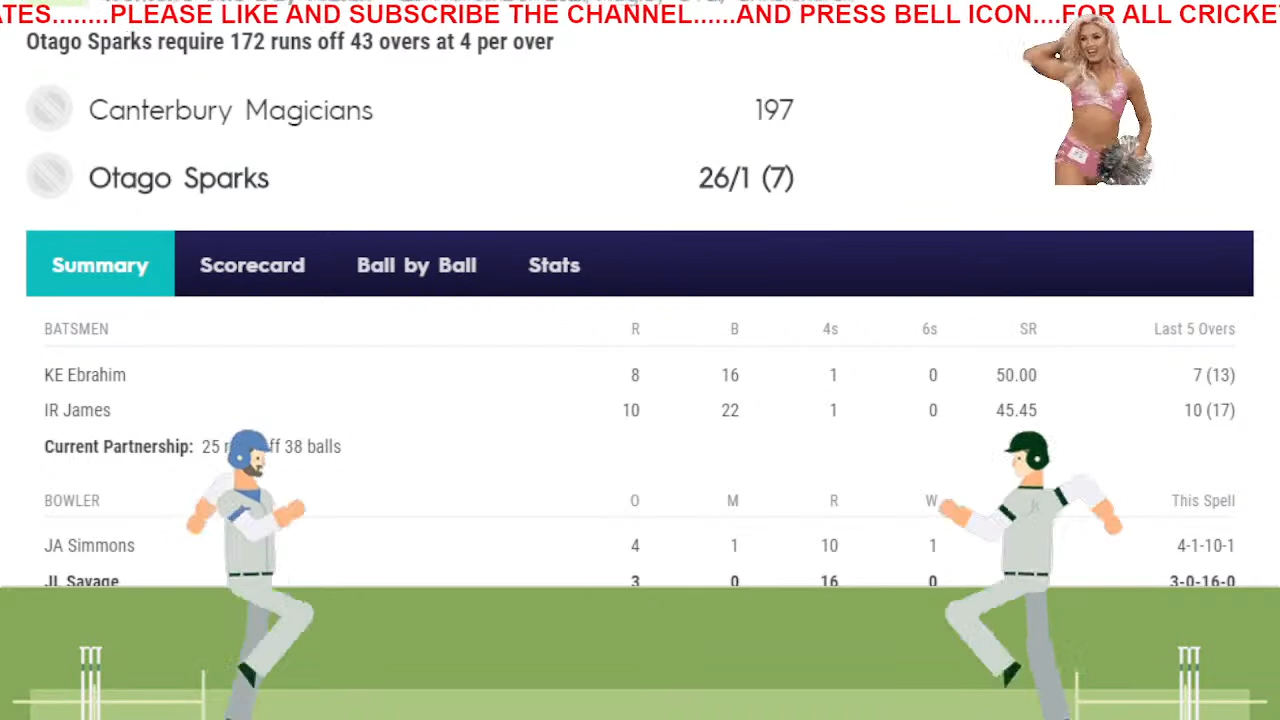 ATES........PLEASE LIKE AND SUBSCRIBE THE CHANNEL......AND PRESS BELL ICON....FOR ALL CRICKE
Otago Sparks require 172 runs off 43 overs at 4 per over
Canterbury Magicians 197
Otago Sparks 26/1 (7)
Summary Scorecard Ball by Ball Stats
BATSMEN R B 4s 6s SR Last 5 Overs
KE Ebrahim 8 16 1 0 50.00 7 (13)
IR James 10 22 1 0 45.45 10 (17)
Current Partnership: 25 ff 38 balls
BOWLER O M R W This Spell
JA Simmons 4 1 10 1 4-1-10-1
JL Savage 3 0 16 0 3-0-16-0